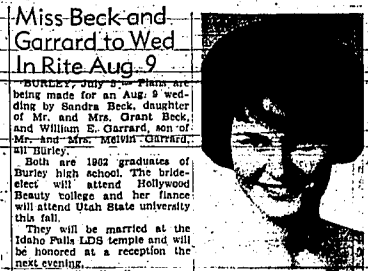 Miss Beck and
Garrard to Wed
In Rite Aug. 9
BURLEY, July — Plans are
being made for an Aug. 9 wed-
ding by Sandra Beck, daughter
of Mr. and Mrs. Grant Beck,
and William E. Garrard, son of
Mr. and Mrs. Melvin Garrard,
all Burley.
Both are 1962 graduates of
Burley high school. The bride-
elect will attend Hollywood
Beauty college and her fiance
will attend Utah State university
this fall.
They will be married at the
Idaho Falls LDS temple and will
be honored at a reception the
next evening.